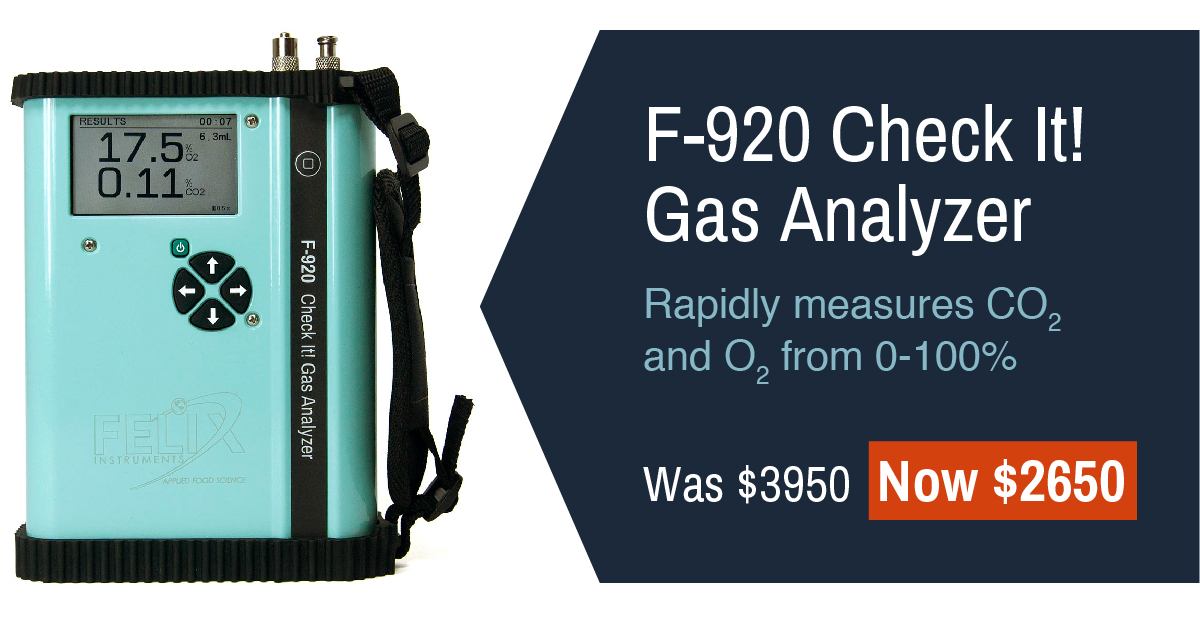 RESULTS 00:07
6.3mL
17.5 % O2
0.11 % CO2
F-920 Check It! Gas Analyzer
FELIX
INSTRUMENTS
APPLIED FOOD SCIENCE
F-920 Check It!
Gas Analyzer
Rapidly measures CO₂
and O₂ from 0-100%
Was $3950 Now $2650